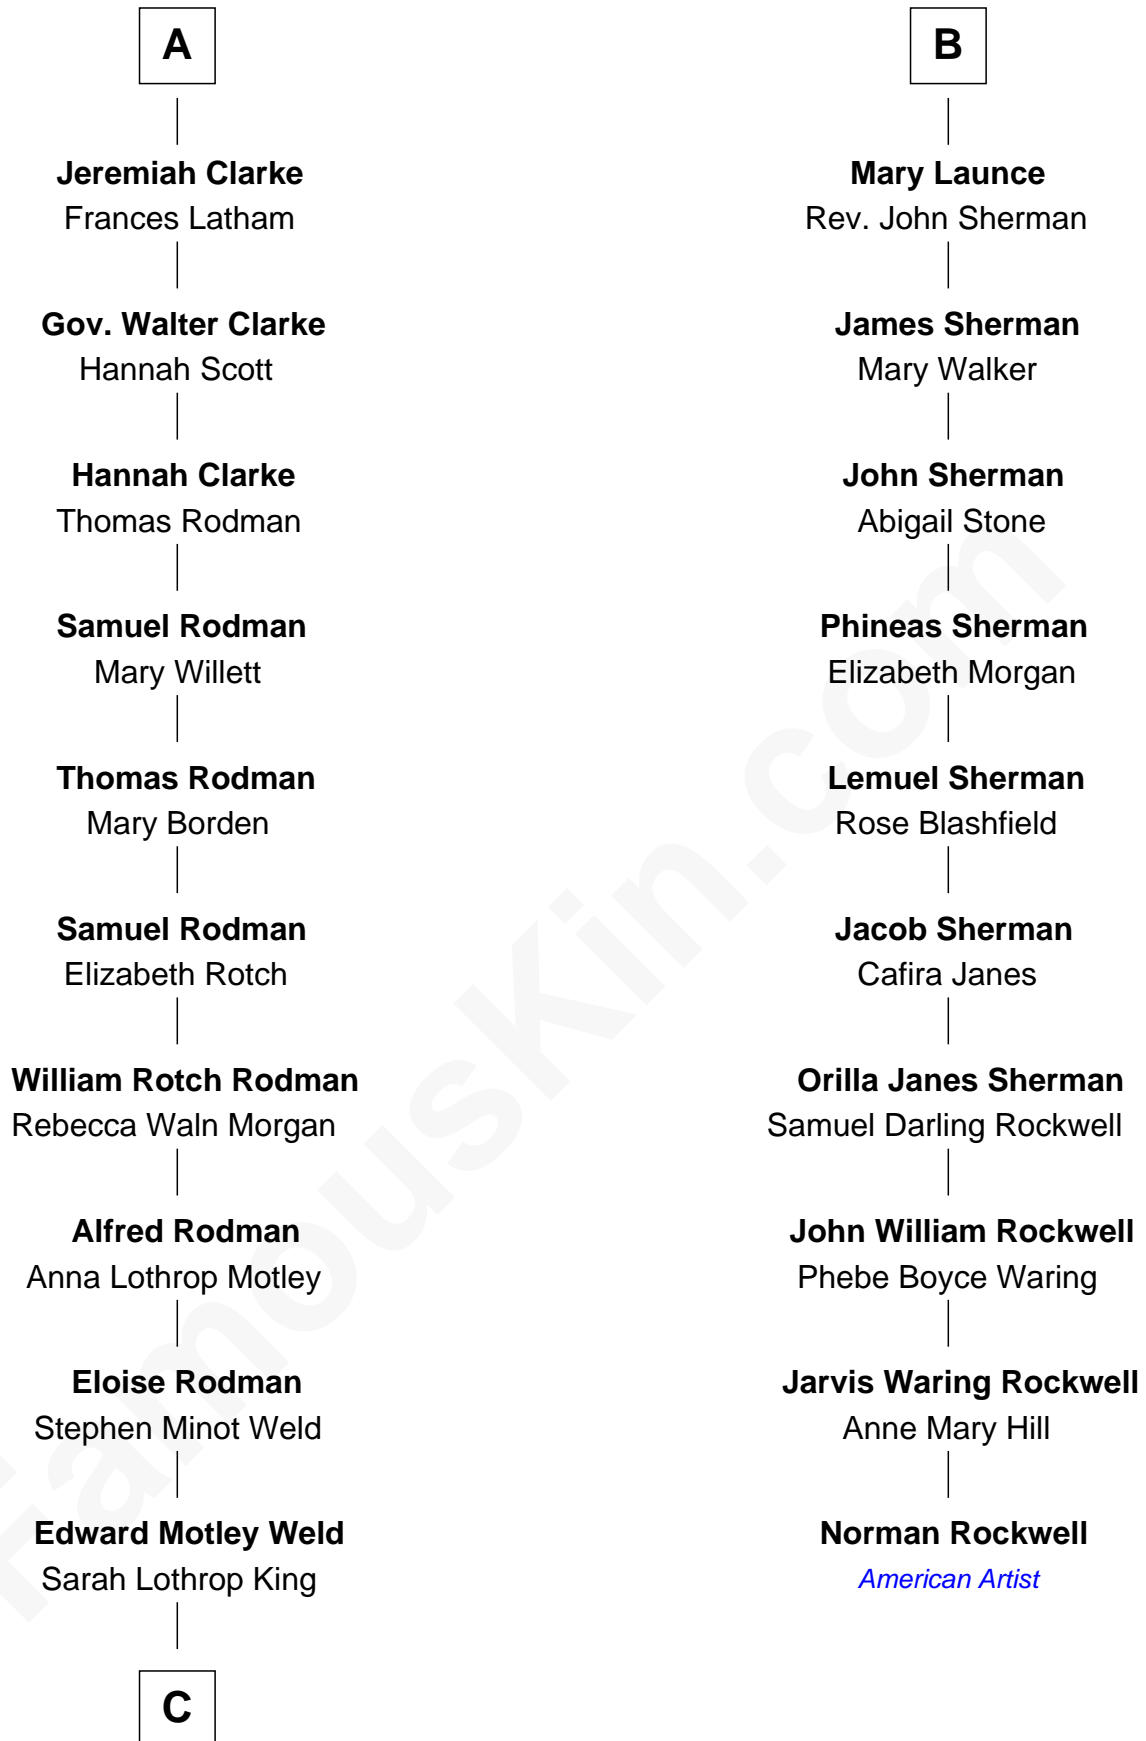 A
Jeremiah Clarke
Frances Latham
Gov. Walter Clarke
Hannah Scott
Hannah Clarke
Thomas Rodman
Samuel Rodman
Mary Willett
Thomas Rodman
Mary Borden
Samuel Rodman
Elizabeth Rotch
William Rotch Rodman
Rebecca Waln Morgan
Alfred Rodman
Anna Lothrop Motley
Eloise Rodman
Stephen Minot Weld
Edward Motley Weld
Sarah Lothrop King
C
B
Mary Launce
Rev. John Sherman
James Sherman
Mary Walker
John Sherman
Abigail Stone
Phineas Sherman
Elizabeth Morgan
Lemuel Sherman
Rose Blashfield
Jacob Sherman
Cafira Janes
Orilla Janes Sherman
Samuel Darling Rockwell
John William Rockwell
Phebe Boyce Waring
Jarvis Waring Rockwell
Anne Mary Hill
Norman Rockwell
American Artist
FamousKin.com